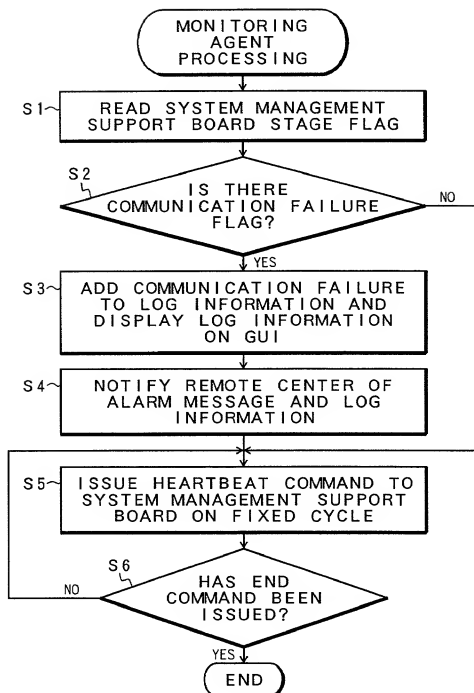 MONITORING
AGENT
PROCESSING
S1
READ SYSTEM MANAGEMENT
SUPPORT BOARD STAGE FLAG
S2
IS THERE
COMMUNICATION FAILURE
FLAG?
NO
YES
S3
ADD COMMUNICATION FAILURE
TO LOG INFORMATION AND
DISPLAY LOG INFORMATION
ON GUI
S4
NOTIFY REMOTE CENTER OF
ALARM MESSAGE AND LOG
INFORMATION
S5
ISSUE HEARTBEAT COMMAND TO
SYSTEM MANAGEMENT SUPPORT
BOARD ON FIXED CYCLE
S6
HAS END
COMMAND BEEN
ISSUED?
NO
YES
END